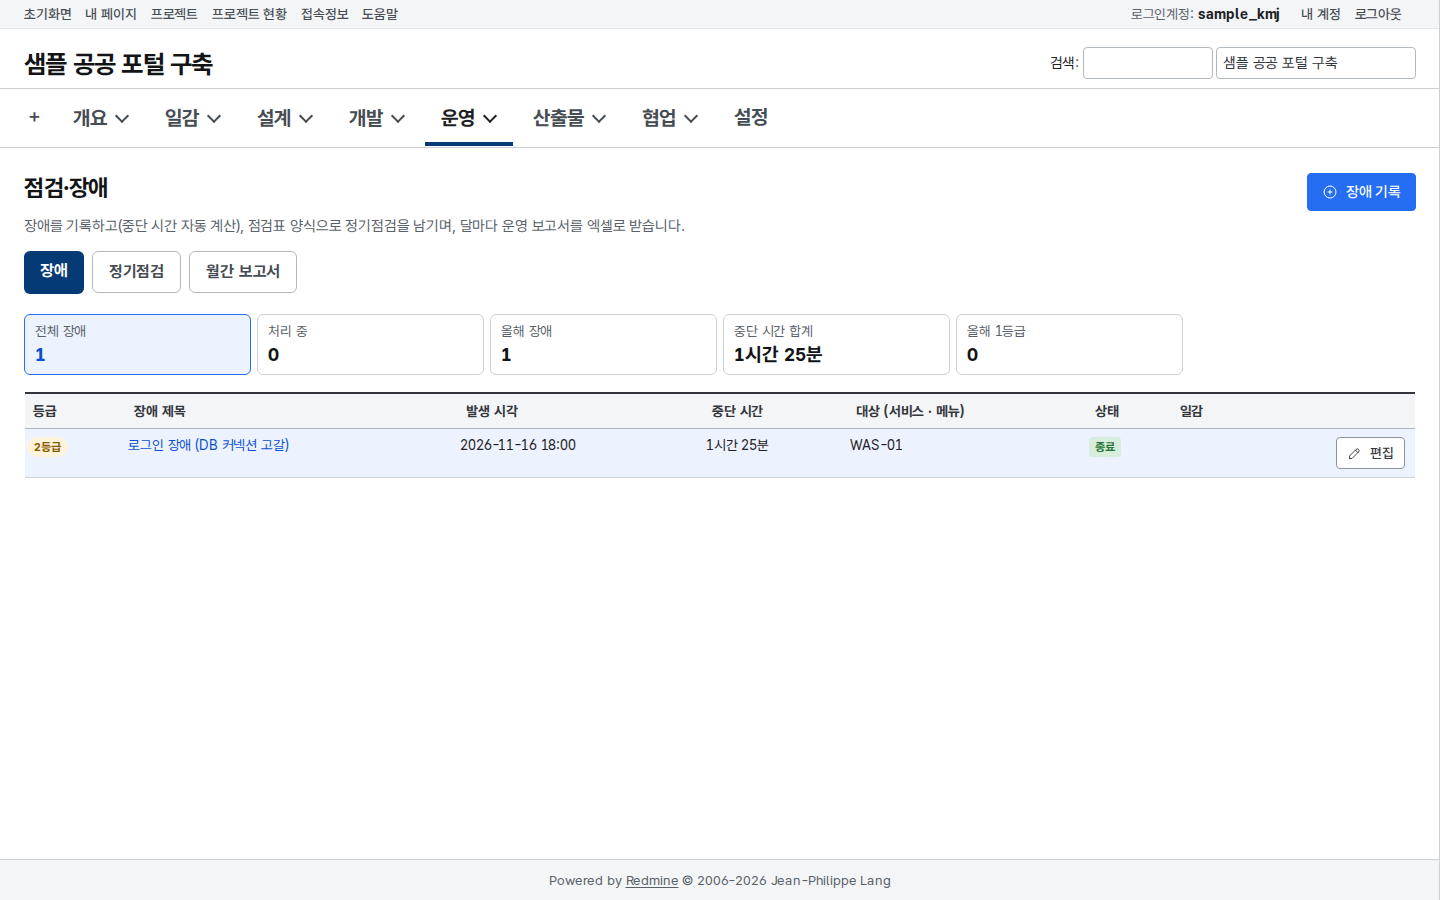 초기화면 내 페이지 프로젝트 프로젝트 현황 접속정보 도움말 로그인계정: sample_kmj 내 계정 로그아웃
샘플 공공 포털 구축 검색: 샘플 공공 포털 구축
+ 개요 일감 설계 개발 운영 산출물 협업 설정
점검·장애 장애 기록
장애를 기록하고(중단 시간 자동 계산), 점검표 양식으로 정기점검을 남기며, 달마다 운영 보고서를 엑셀로 받습니다.
장애 정기점검 월간 보고서
전체 장애 처리 중 올해 장애 중단 시간 합계 올해 1등급
1 0 1 1시간 25분 0
등급 장애 제목 발생 시각 중단 시간 대상 (서비스 · 메뉴) 상태 일감
2등급 로그인 장애 (DB 커넥션 고갈) 2026-11-16 18:00 1시간 25분 WAS-01 종료 편집
Powered by Redmine © 2006-2026 Jean-Philippe Lang